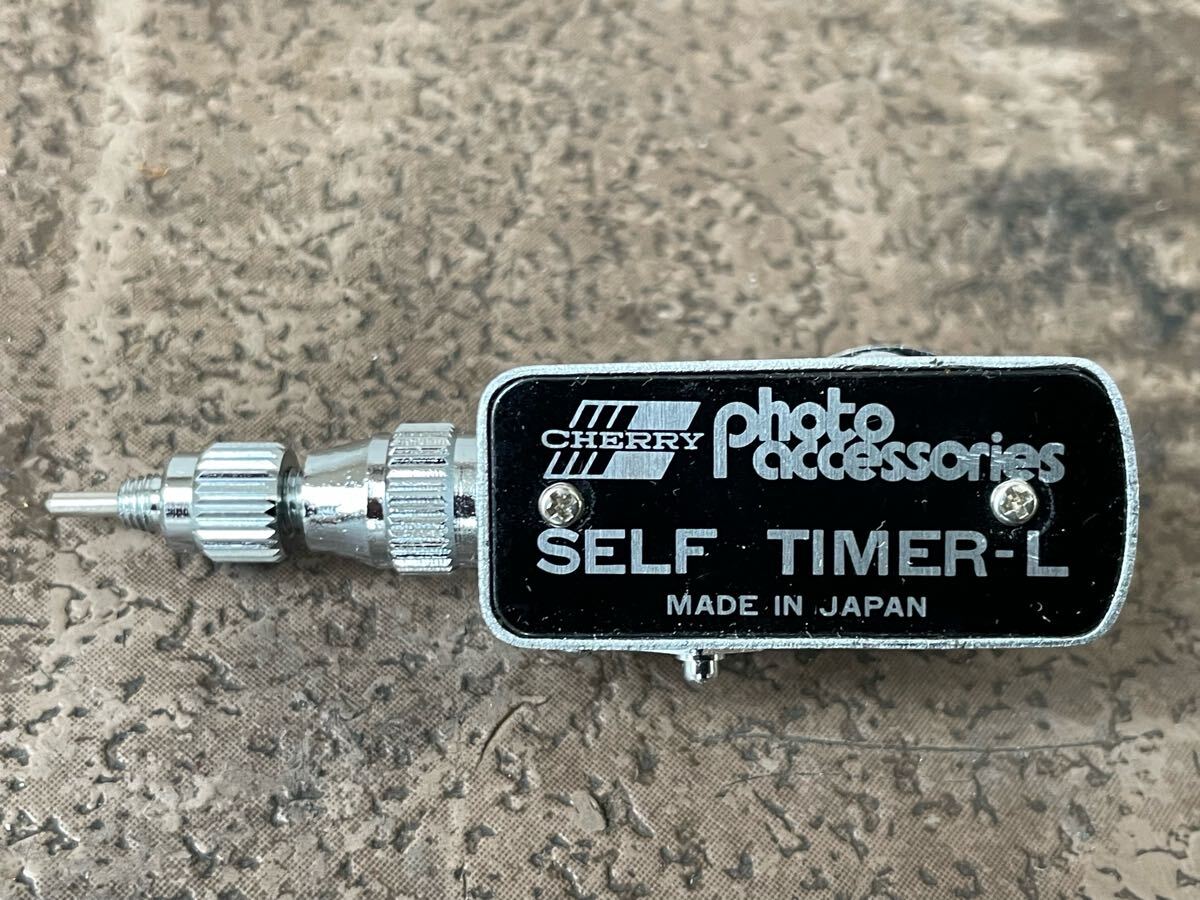 CHERRY photo accessories
SELF TIMER-L
MADE IN JAPAN